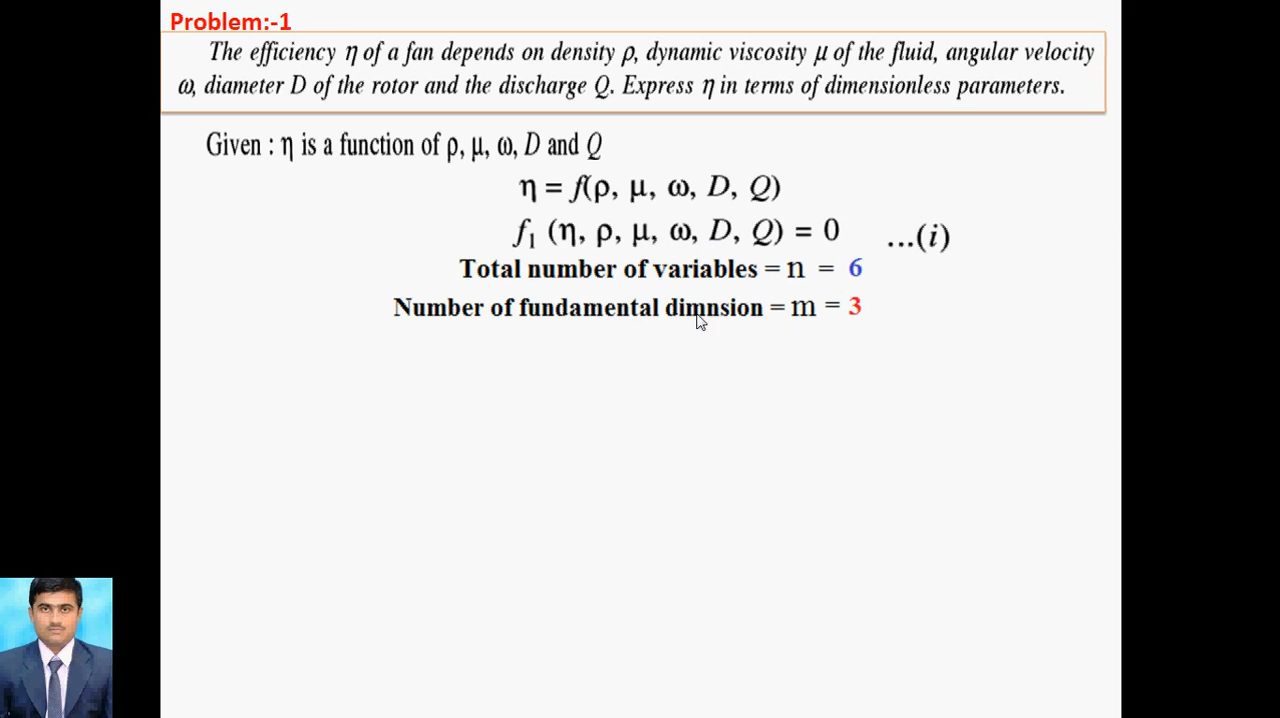 Problem:-1
The efficiency η of a fan depends on density ρ, dynamic viscosity μ of the fluid, angular velocity
ω, diameter D of the rotor and the discharge Q. Express η in terms of dimensionless parameters.
Given : η is a function of ρ, μ, ω, D and Q
η = f(ρ, μ, ω, D, Q)
f₁ (η, ρ, μ, ω, D, Q) = 0 ...(i)
Total number of variables = n = 6
Number of fundamental dimnsion = m = 3